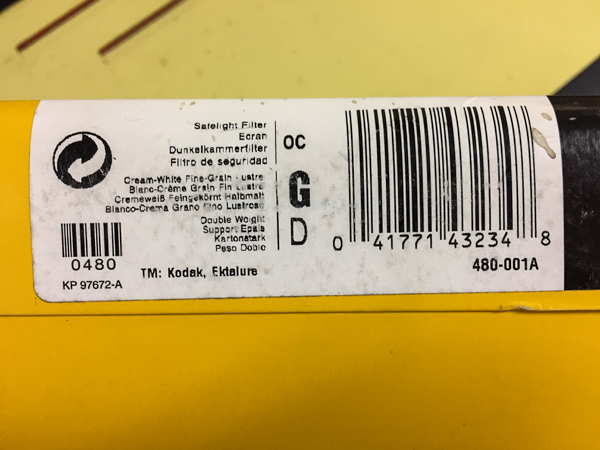 Safelight Filter
Ecran
Dunkelkammerfilter
Filtro de seguridad
OC
Cream-White Fine-Grain Lustre
Blanc-Crème Grain Fin Lustré
Cremeweiß Feingekörnt Halbmatt
Blanco-Crema Grano Fino Lustroso
G
Double Weight
Support Epais
Kartonstark
Peso Doble
D
0480
KP 97672-A
TM: Kodak, Ektalure
0 41771 43234 8
480-001A